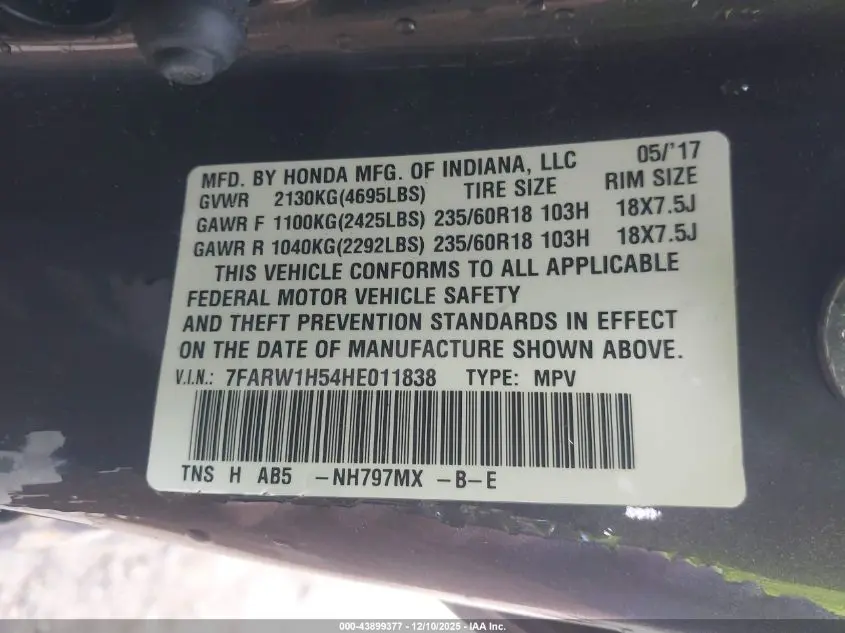 MFD. BY HONDA MFG. OF INDIANA, LLC 05/'17
GVWR 2130KG(4695LBS) TIRE SIZE RIM SIZE
GAWR F 1100KG(2425LBS) 235/60R18 103H 18X7.5J
GAWR R 1040KG(2292LBS) 235/60R18 103H 18X7.5J
THIS VEHICLE CONFORMS TO ALL APPLICABLE
FEDERAL MOTOR VEHICLE SAFETY
AND THEFT PREVENTION STANDARDS IN EFFECT
ON THE DATE OF MANUFACTURE SHOWN ABOVE.
V.I.N.: 7FARW1H54HE011838 TYPE: MPV
TNS H AB5 -NH797MX -B-E
000-43899377 - 12/10/2025 - IAA Inc.